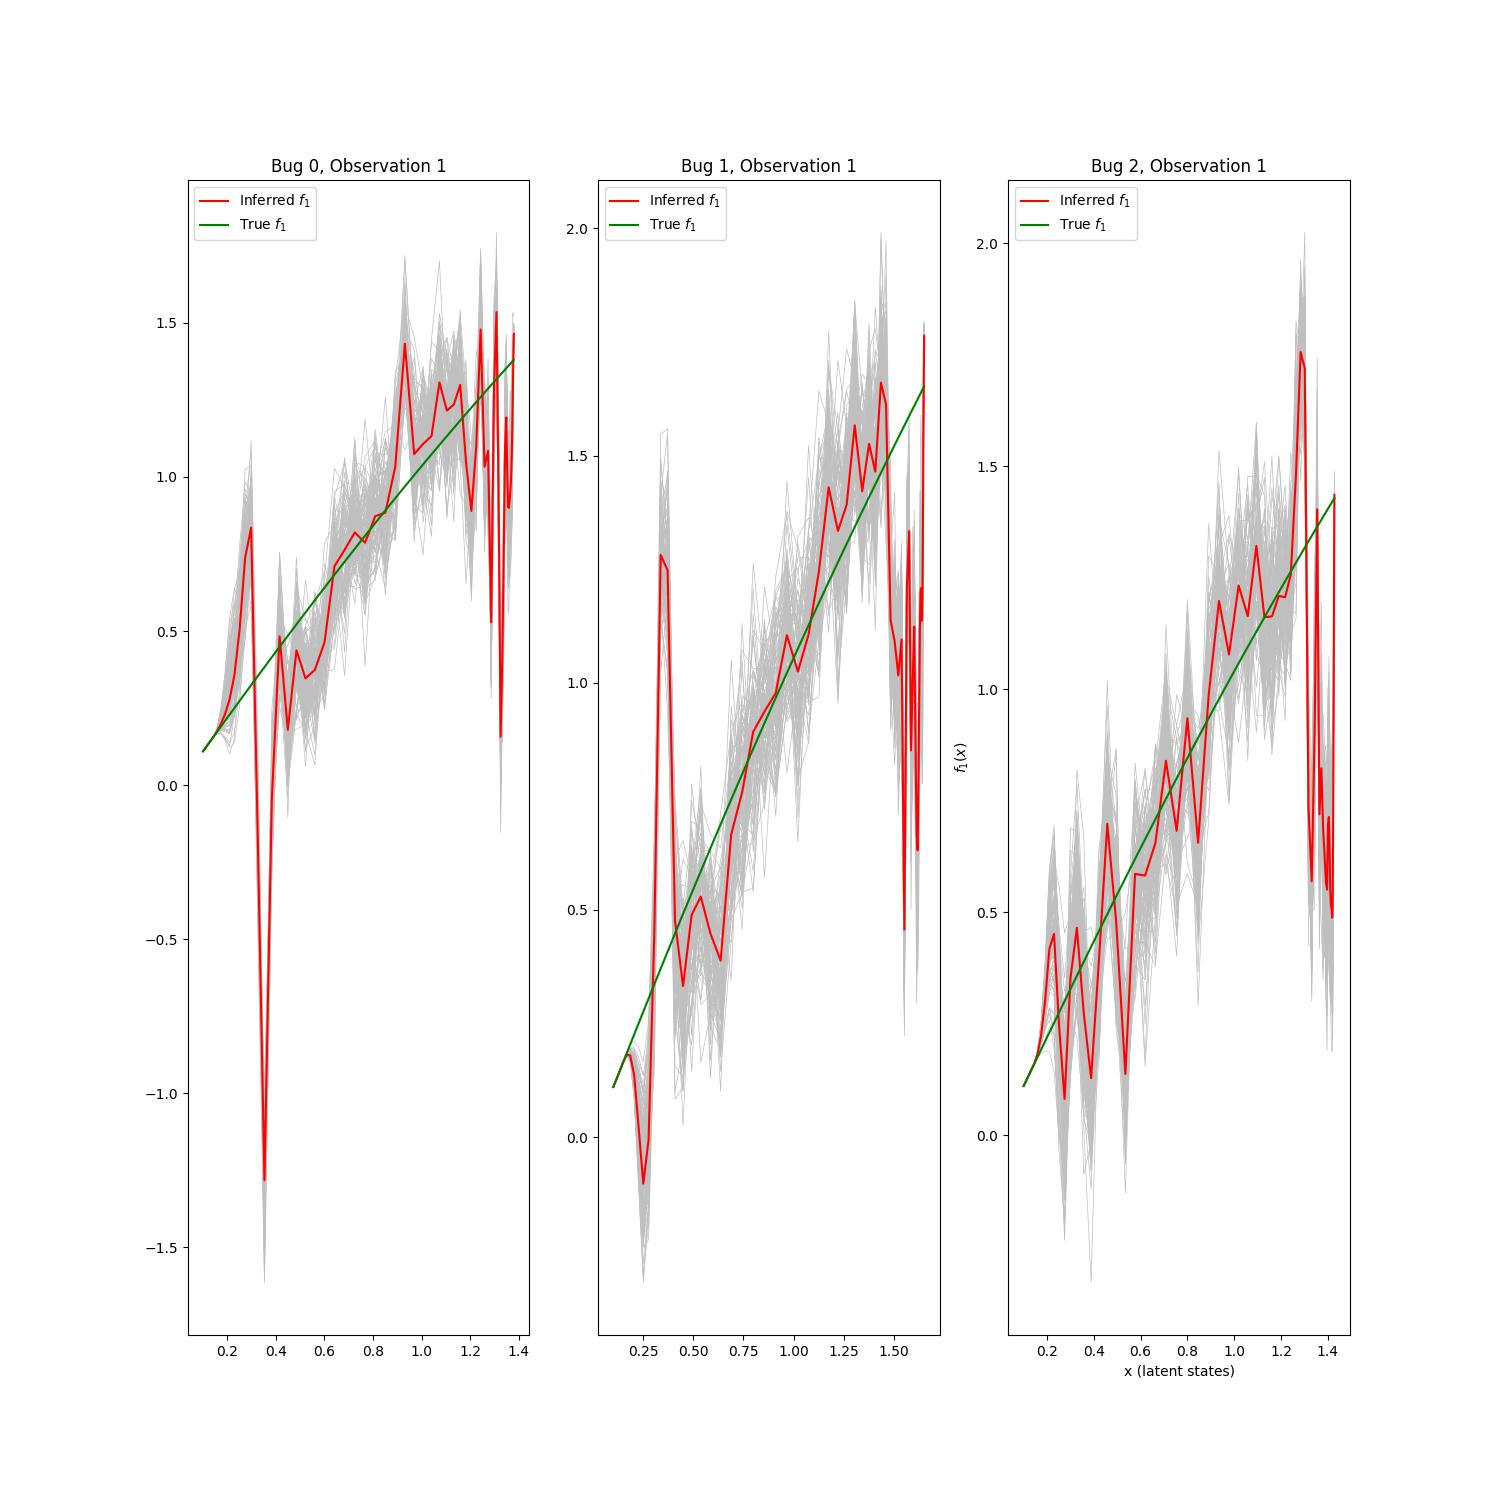 Bug 0, Observation 1
Inferred f₁
True f₁
1.5
1.0
0.5
0.0
−0.5
−1.0
−1.5
0.2 0.4 0.6 0.8 1.0 1.2 1.4
Bug 1, Observation 1
Inferred f₁
True f₁
2.0
1.5
1.0
0.5
0.0
0.25 0.50 0.75 1.00 1.25 1.50
Bug 2, Observation 1
Inferred f₁
True f₁
f₁(x)
2.0
1.5
1.0
0.5
0.0
0.2 0.4 0.6 0.8 1.0 1.2 1.4
x (latent states)